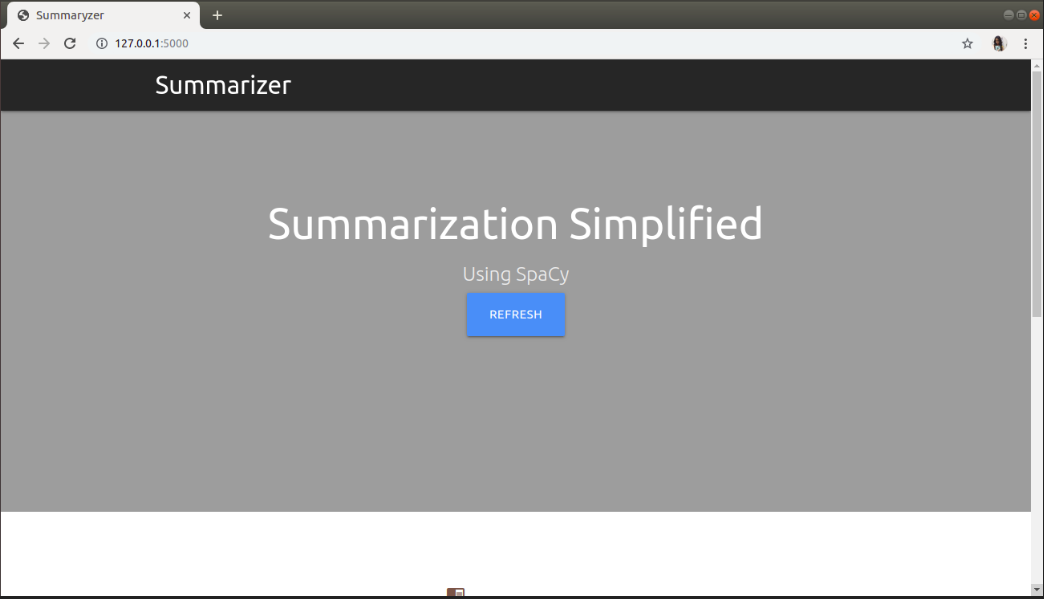 Summaryzer
127.0.0.1:5000
Summarizer
Summarization Simplified
Using SpaCy
REFRESH